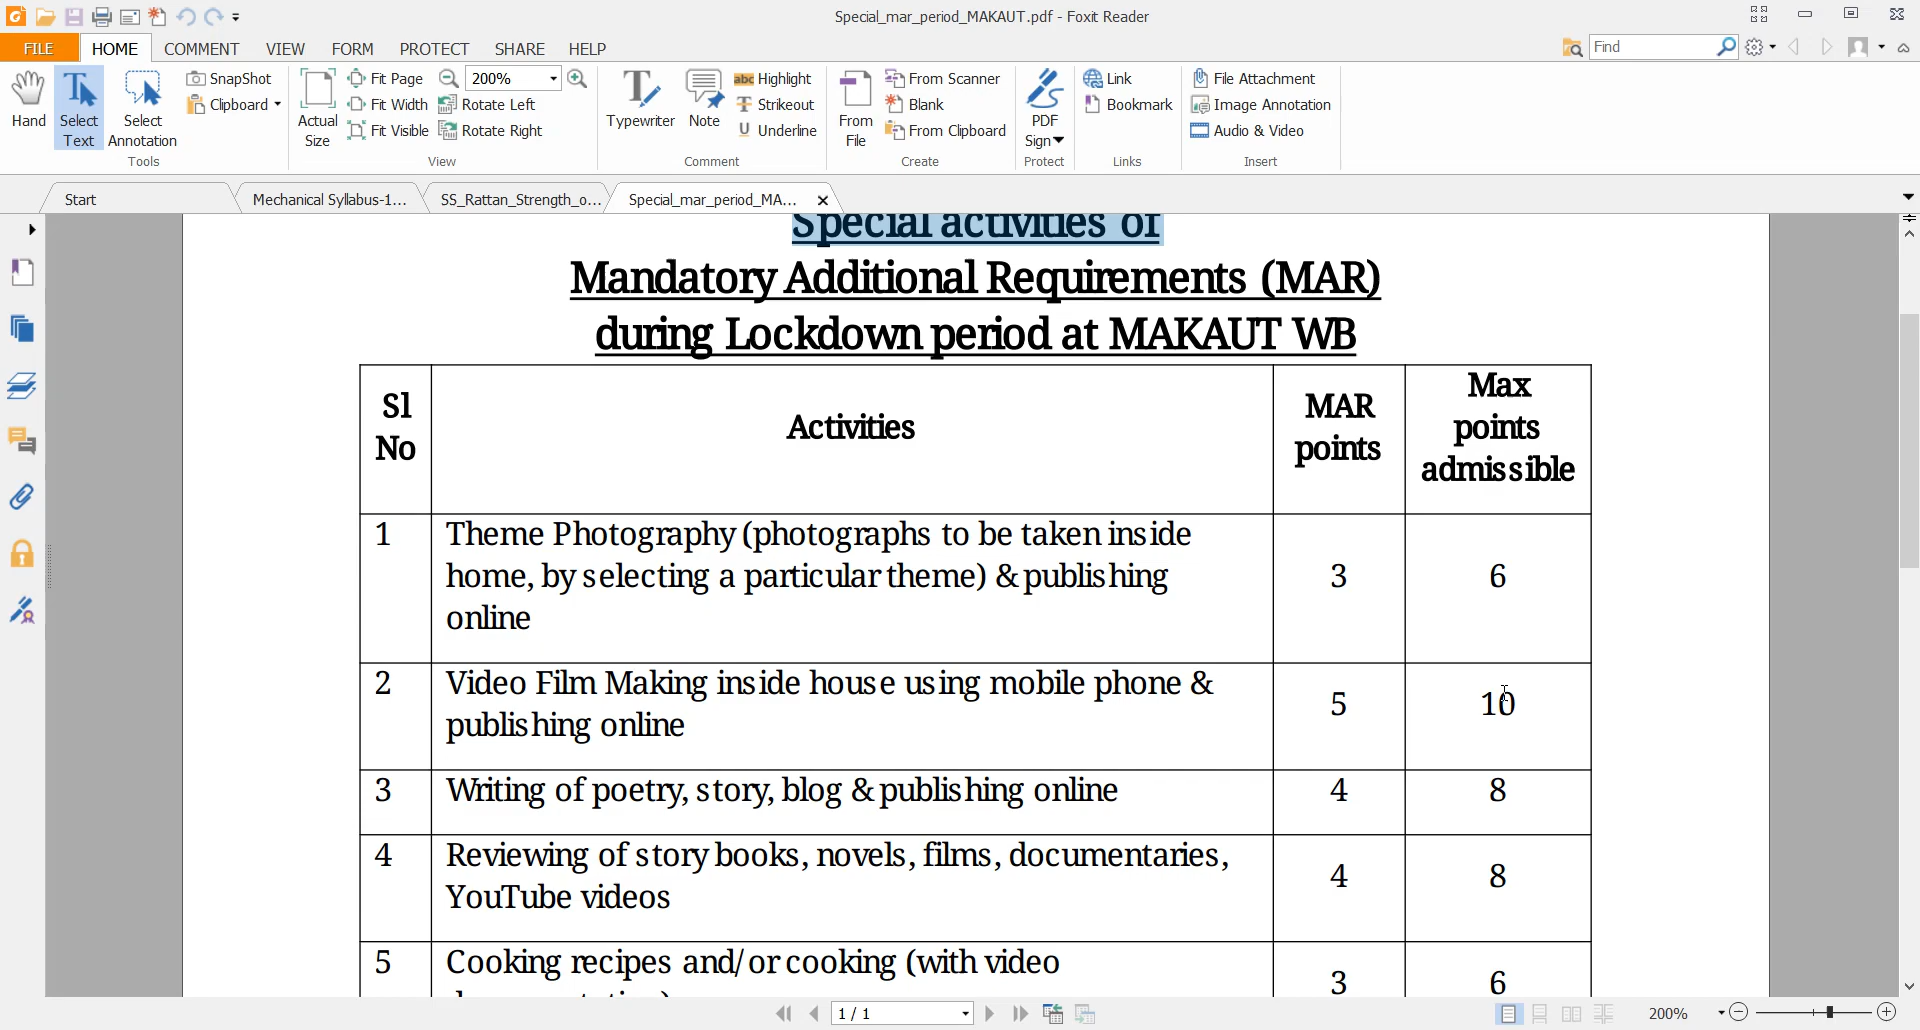 Special_mar_period_MAKAUT.pdf - Foxit Reader
FILE HOME COMMENT VIEW FORM PROTECT SHARE HELP
Find
Hand
Select Text
Select Annotation
SnapShot
Clipboard
Tools
Actual Size
Fit Page
Fit Width
Fit Visible
200%
Rotate Left
Rotate Right
View
Typewriter
Note
Highlight
Strikeout
Underline
Comment
From File
From Scanner
Blank
From Clipboard
Create
PDF Sign
Protect
Link
Bookmark
Links
File Attachment
Image Annotation
Audio & Video
Insert
Start
Mechanical Syllabus-1...
SS_Rattan_Strength_o...
Special_mar_period_MA...
Special activities of
Mandatory Additional Requirements (MAR)
during Lockdown period at MAKAUT WB
Sl No
Activities
MAR points
Max points admissible
1
Theme Photography (photographs to be taken inside
home, by selecting a particular theme) & publishing
online
3
6
2
Video Film Making inside house using mobile phone &
publishing online
5
10
3
Writing of poetry, story, blog & publishing online
4
8
4
Reviewing of story books, novels, films, documentaries,
YouTube videos
4
8
5
Cooking recipes and/or cooking (with video
3
6
1 / 1
200%